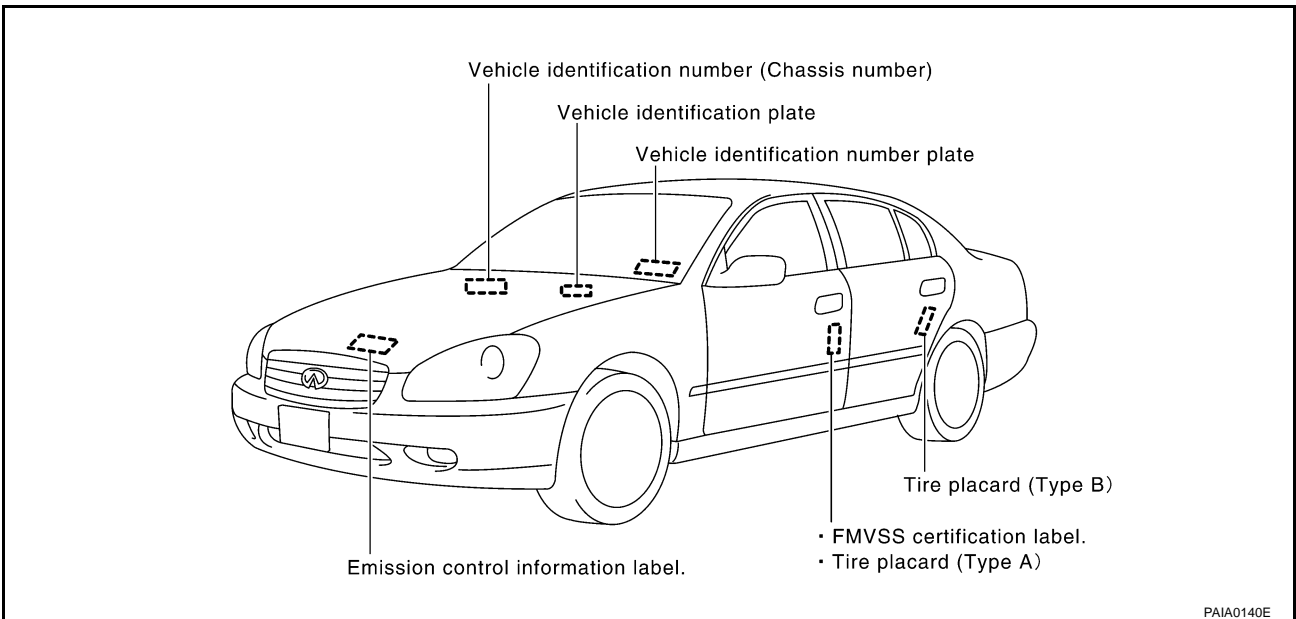 Vehicle identification number (Chassis number)
Vehicle identification plate
Vehicle identification number plate
Tire placard (Type B)
・FMVSS certification label.
・Tire placard (Type A)
Emission control information label.
PAIA0140E